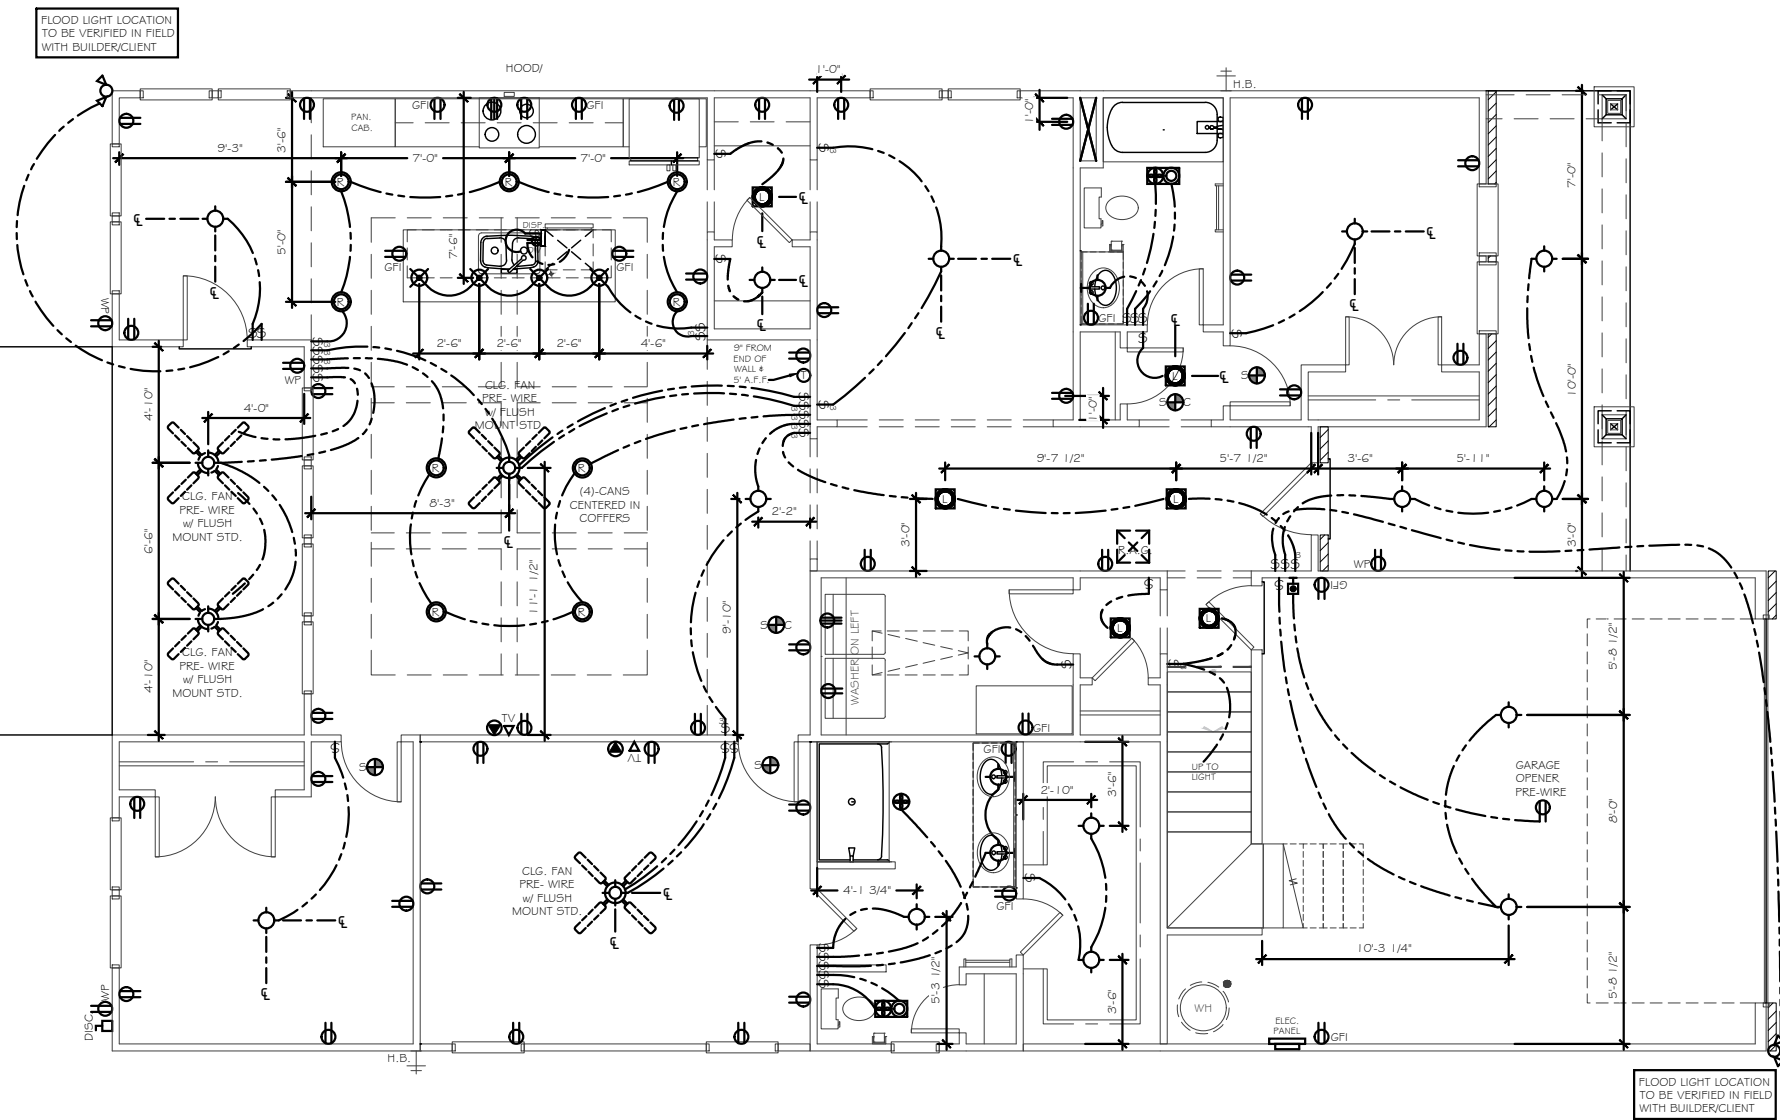 FLOOD LIGHT LOCATION
TO BE VERIFIED IN FIELD
WITH BUILDER/CLIENT
HOOD/
1'-0"
H.B.
GFI
GFI
PAN.
CAB.
3'-6"
1'-0"
9'-3"
7'-0"
7'-0"
7'-0"
R
R
R
L
DISP.
5'-0"
7'-6"
GFI
GFI
R
R
WP
GFI
SSS
SS
2'-6"
2'-6"
2'-6"
4'-6"
9" FROM
END OF
WALL &
5' A.F.F.
T
WP
CLG. FAN
PRE- WIRE
w/ FLUSH
MOUNT STD.
L
S
S C
4'-10"
4'-0"
1'-0"
10'-0"
9'-7 1/2"
5'-7 1/2"
3'-6"
5'-11"
R
R
CLG. FAN
PRE- WIRE
w/ FLUSH
MOUNT STD.
8'-3"
(4)-CANS
CENTERED IN
COFFERS
2'-2"
L
L
6'-6"
3'-0"
3'-0"
R.A.G.
SSS
WP
11'-1 1/2"
GFI
R
R
9'-10"
S C
WASHER ON LEFT
L
L
5'-8 1/2"
CLG. FAN
PRE- WIRE
w/ FLUSH
MOUNT STD.
4'-10"
TV
GFI
TV
SS
GFI
S
S
UP TO
LIGHT
GARAGE
OPENER
PRE-WIRE
3'-6"
2'-10"
8'-0"
CLG. FAN
PRE- WIRE
w/ FLUSH
MOUNT STD.
4'-1 3/4"
GFI
10'-3 1/4"
5'-3 1/2"
3'-6"
5'-8 1/2"
WP
DISC.
WH
ELEC.
PANEL
GFI
H.B.
FLOOD LIGHT LOCATION
TO BE VERIFIED IN FIELD
WITH BUILDER/CLIENT